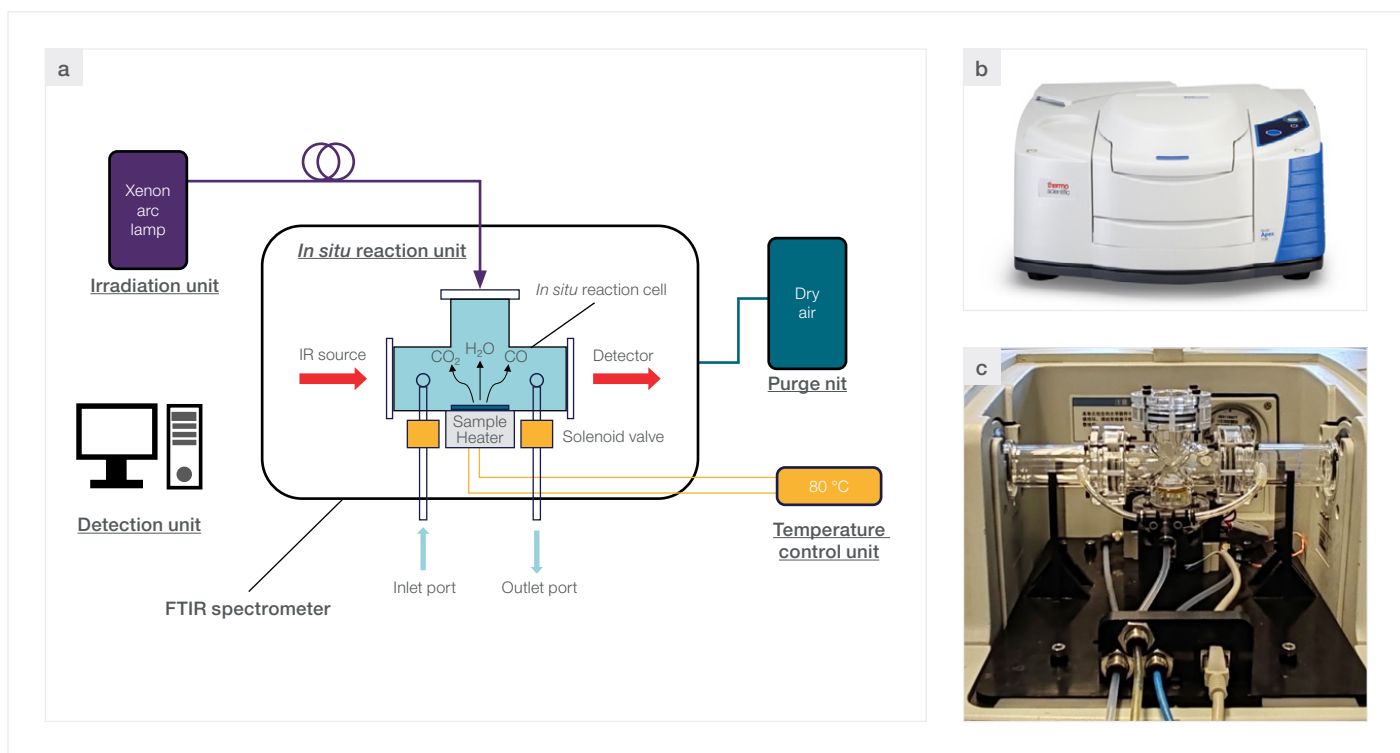 a
Xenon
arc
lamp
Irradiation unit
In situ reaction unit
In situ reaction cell
IR source
CO₂
H₂O
CO
Detector
Sample
Heater
Solenoid valve
Dry
air
Purge nit
80 °C
Temperature
control unit
Detection unit
Inlet port
Outlet port
FTIR spectrometer
b
thermo
scientific
Apex
c